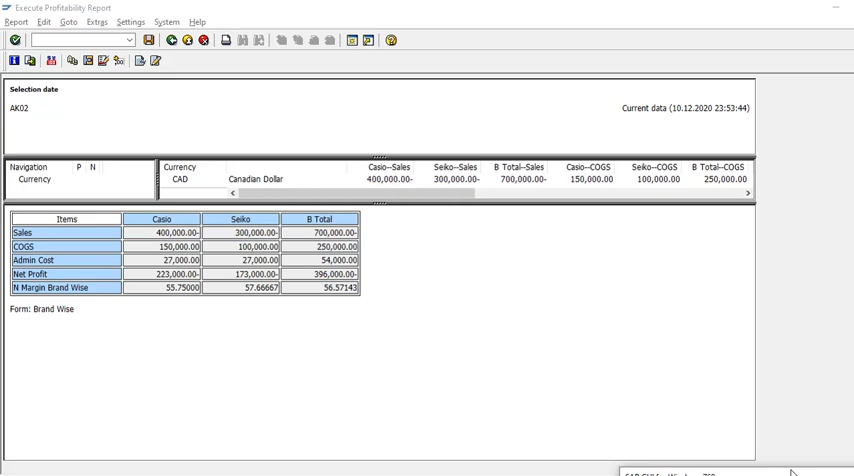 Execute Profitability Report
Report Edit Goto Extras Settings System Help
Selection date
AK02 Current data (10.12.2020 23:53:44)
Navigation P N Currency Casio--Sales Seiko--Sales B Total--Sales Casio--COGS Seiko--COGS B Total--COGS
Currency CAD Canadian Dollar 400,000.00- 300,000.00- 700,000.00- 150,000.00 100,000.00 250,000.00
Items Casio Seiko B Total
Sales 400,000.00- 300,000.00- 700,000.00-
COGS 150,000.00 100,000.00 250,000.00
Admin Cost 27,000.00 27,000.00 54,000.00
Net Profit 223,000.00- 173,000.00- 396,000.00-
N Margin Brand Wise 55.75000 57.66667 56.57143
Form: Brand Wise